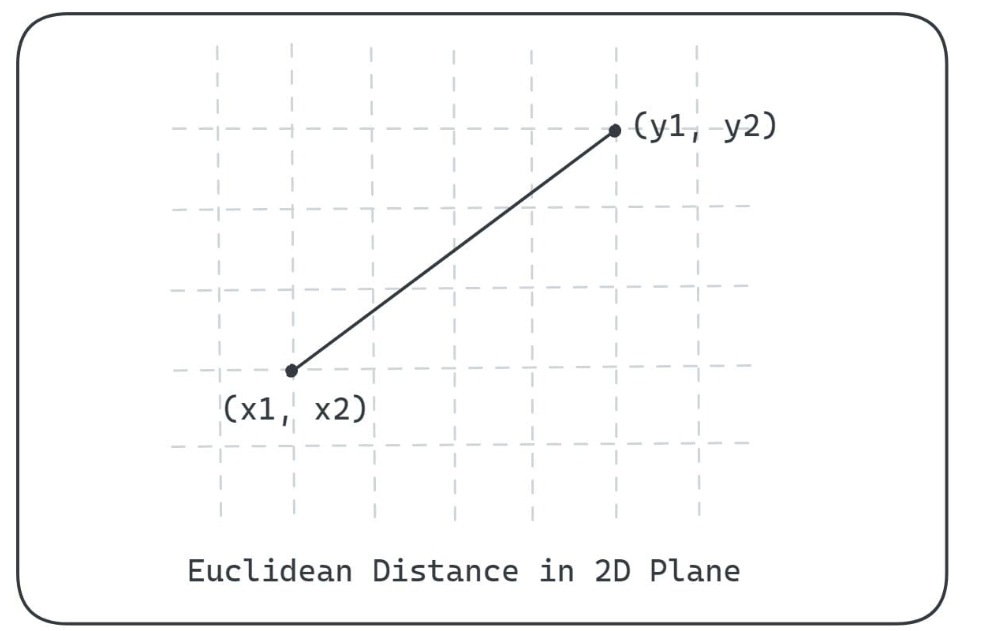 (y1, y2)
(x1, x2)
Euclidean Distance in 2D Plane